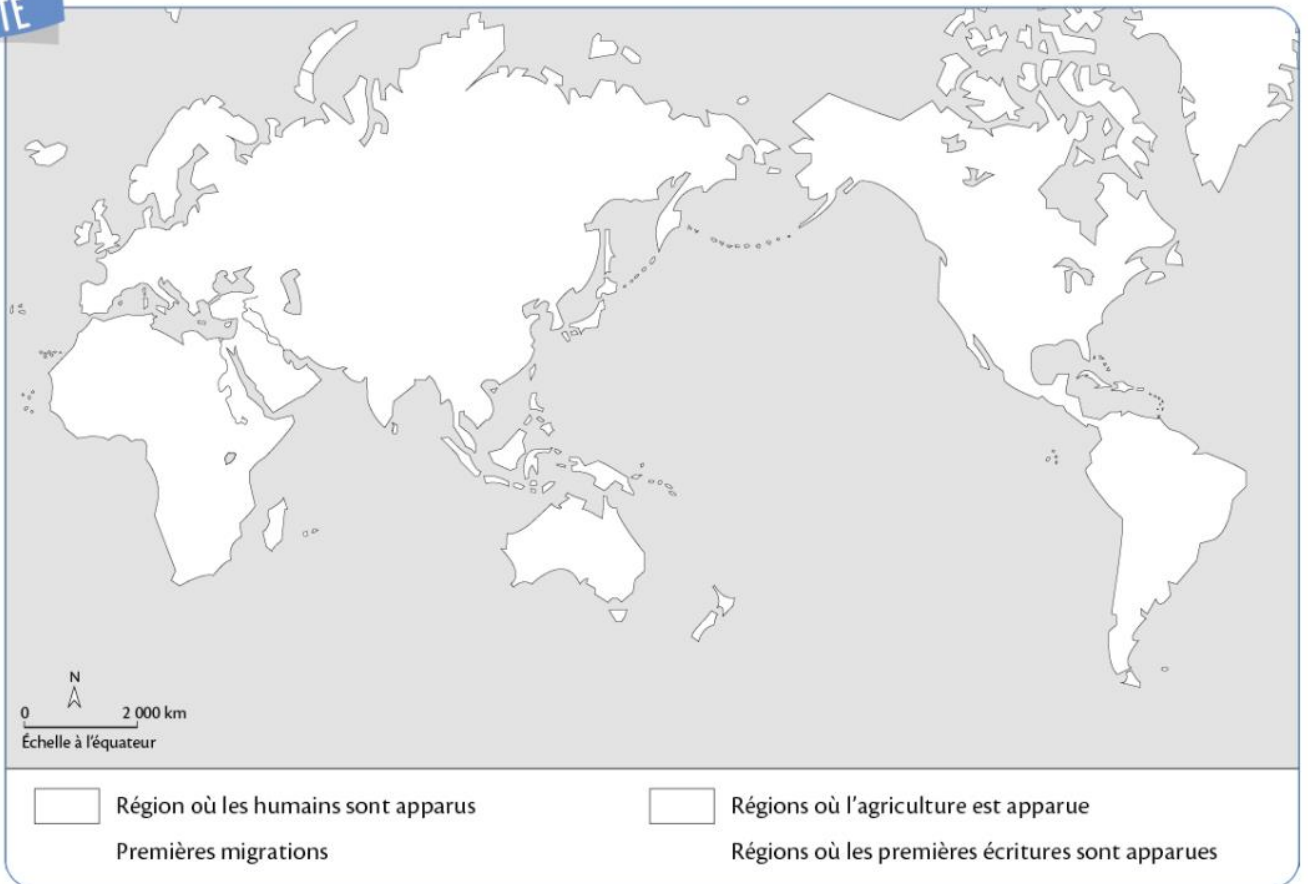 TE
N
0 2 000 km
Échelle à l'équateur
Région où les humains sont apparus
Régions où l'agriculture est apparue
Premières migrations
Régions où les premières écritures sont apparues